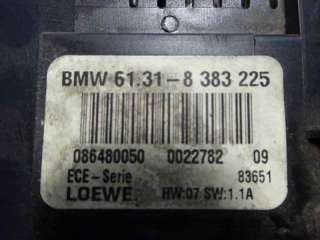 BMW 61.31-8 383 225
086480050 0022782 09
ECE-Serie 83651
LOEWE HW:07 SW:1.1A